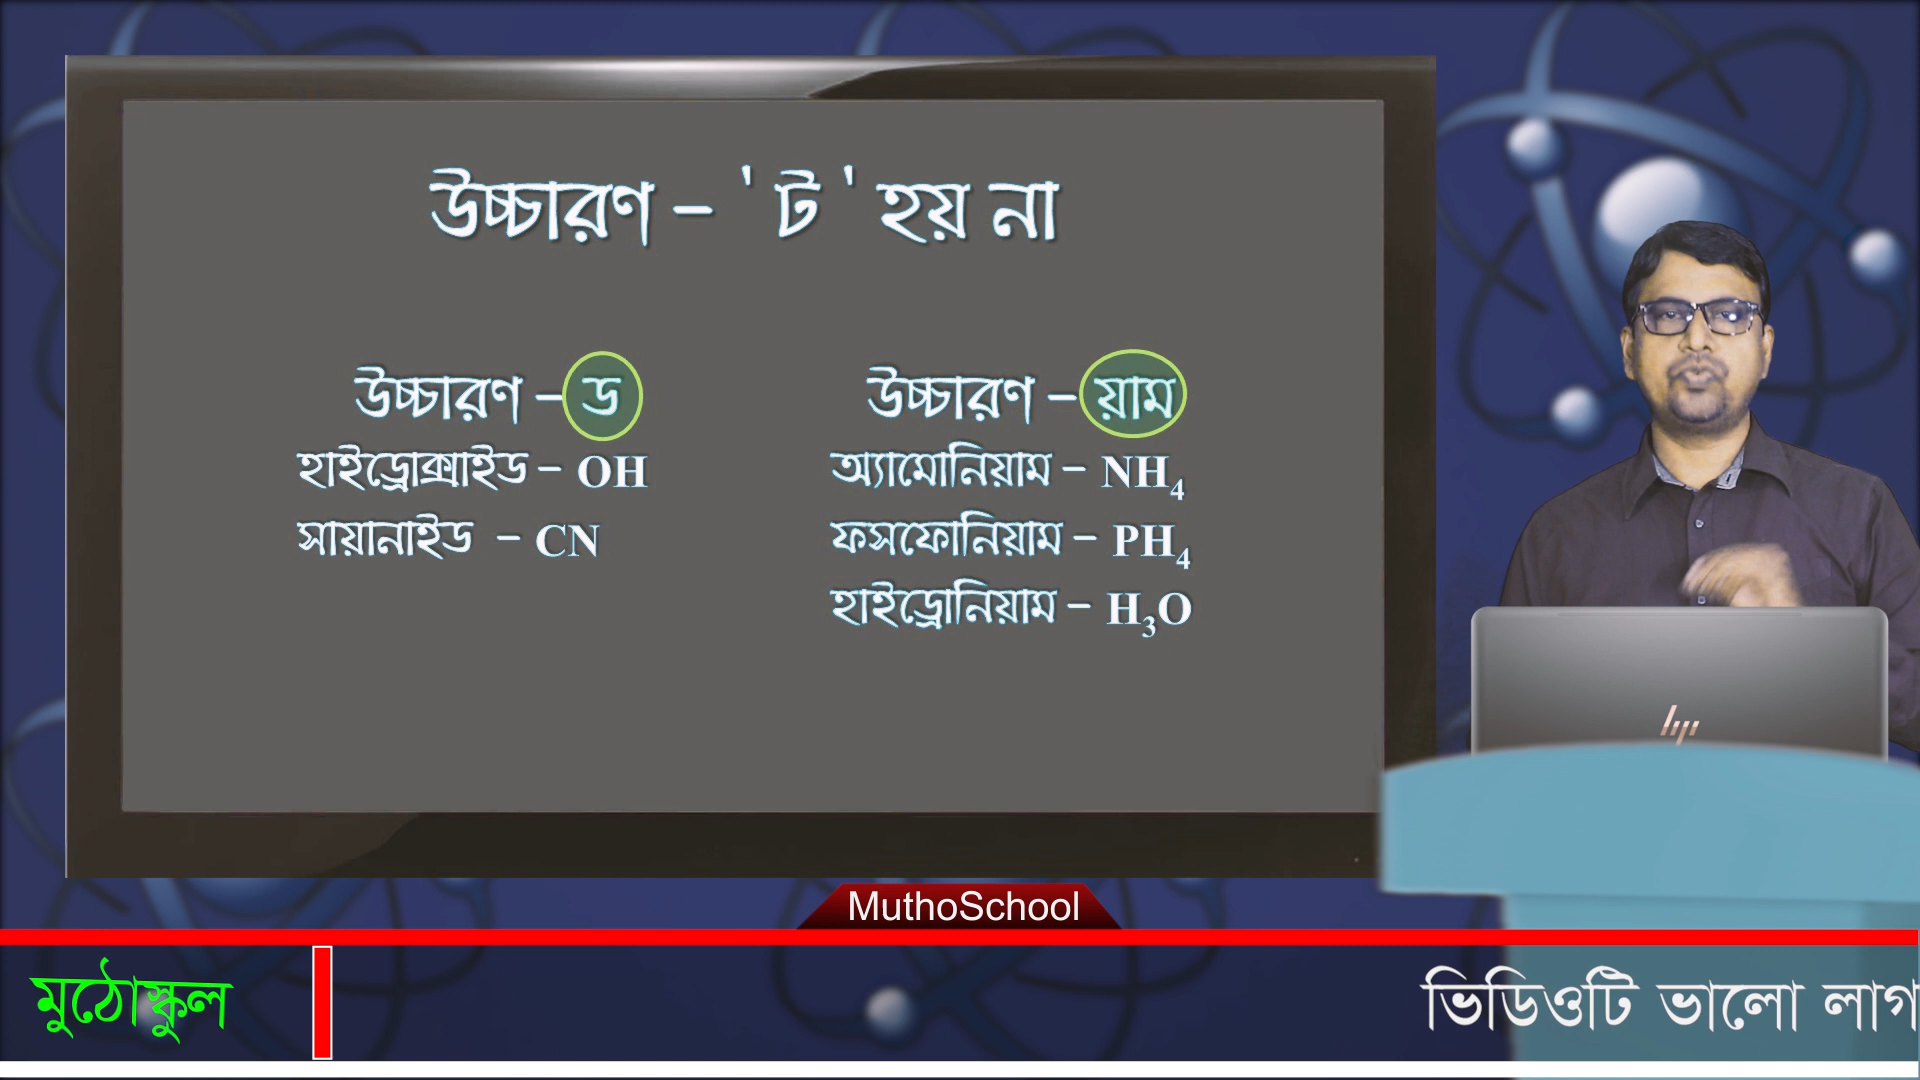 উচ্চারণ – ' ট ' হয় না
উচ্চারণ – ড
হাইড্রোক্সাইড – OH
সায়ানাইড – CN
উচ্চারণ – য়াম
অ্যামোনিয়াম – NH₄
ফসফোনিয়াম – PH₄
হাইড্রোনিয়াম – H₃O
hp
MuthoSchool
মুঠোস্কুল
ভিডিওটি ভালো লাগ